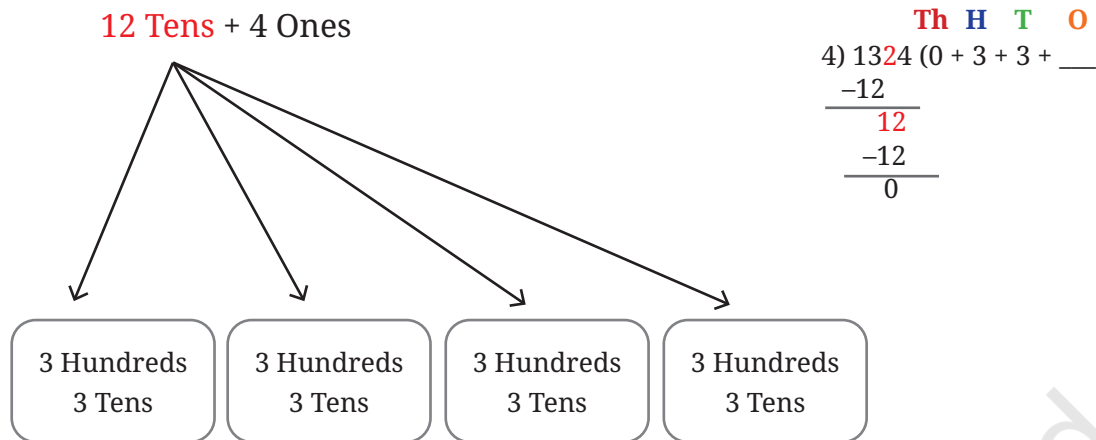 12 Tens + 4 Ones
Th H T O
4) 1324 (0 + 3 + 3 + ___
–12
12
–12
0
3 Hundreds
3 Tens
3 Hundreds
3 Tens
3 Hundreds
3 Tens
3 Hundreds
3 Tens